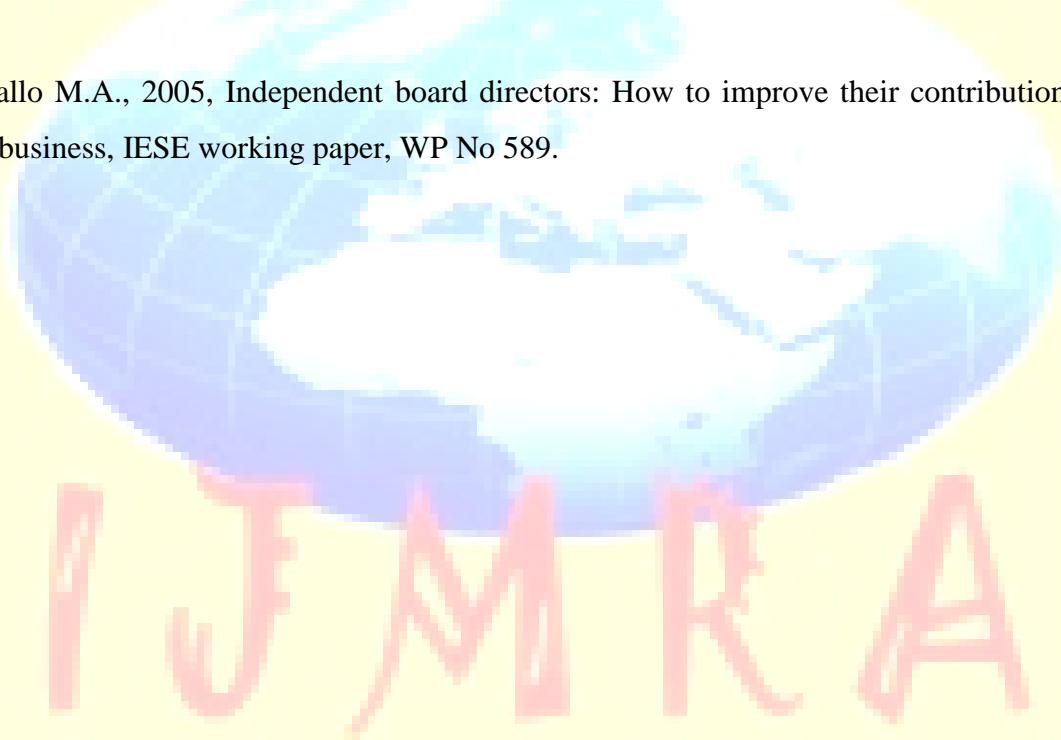 allo M.A., 2005, Independent board directors: How to improve their contribution
business, IESE working paper, WP No 589.
IJMRA